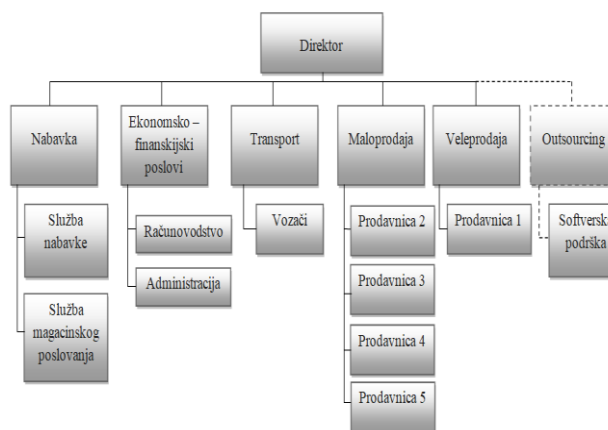 Direktor
Nabavka
Ekonomsko –
finanskijski
poslovi
Transport
Maloprodaja
Veleprodaja
Outsourcing
Služba
nabavke
Služba
magacinskog
poslovanja
Računovodstvo
Administracija
Vozači
Prodavnica 2
Prodavnica 3
Prodavnica 4
Prodavnica 5
Prodavnica 1
Softverska
podrška